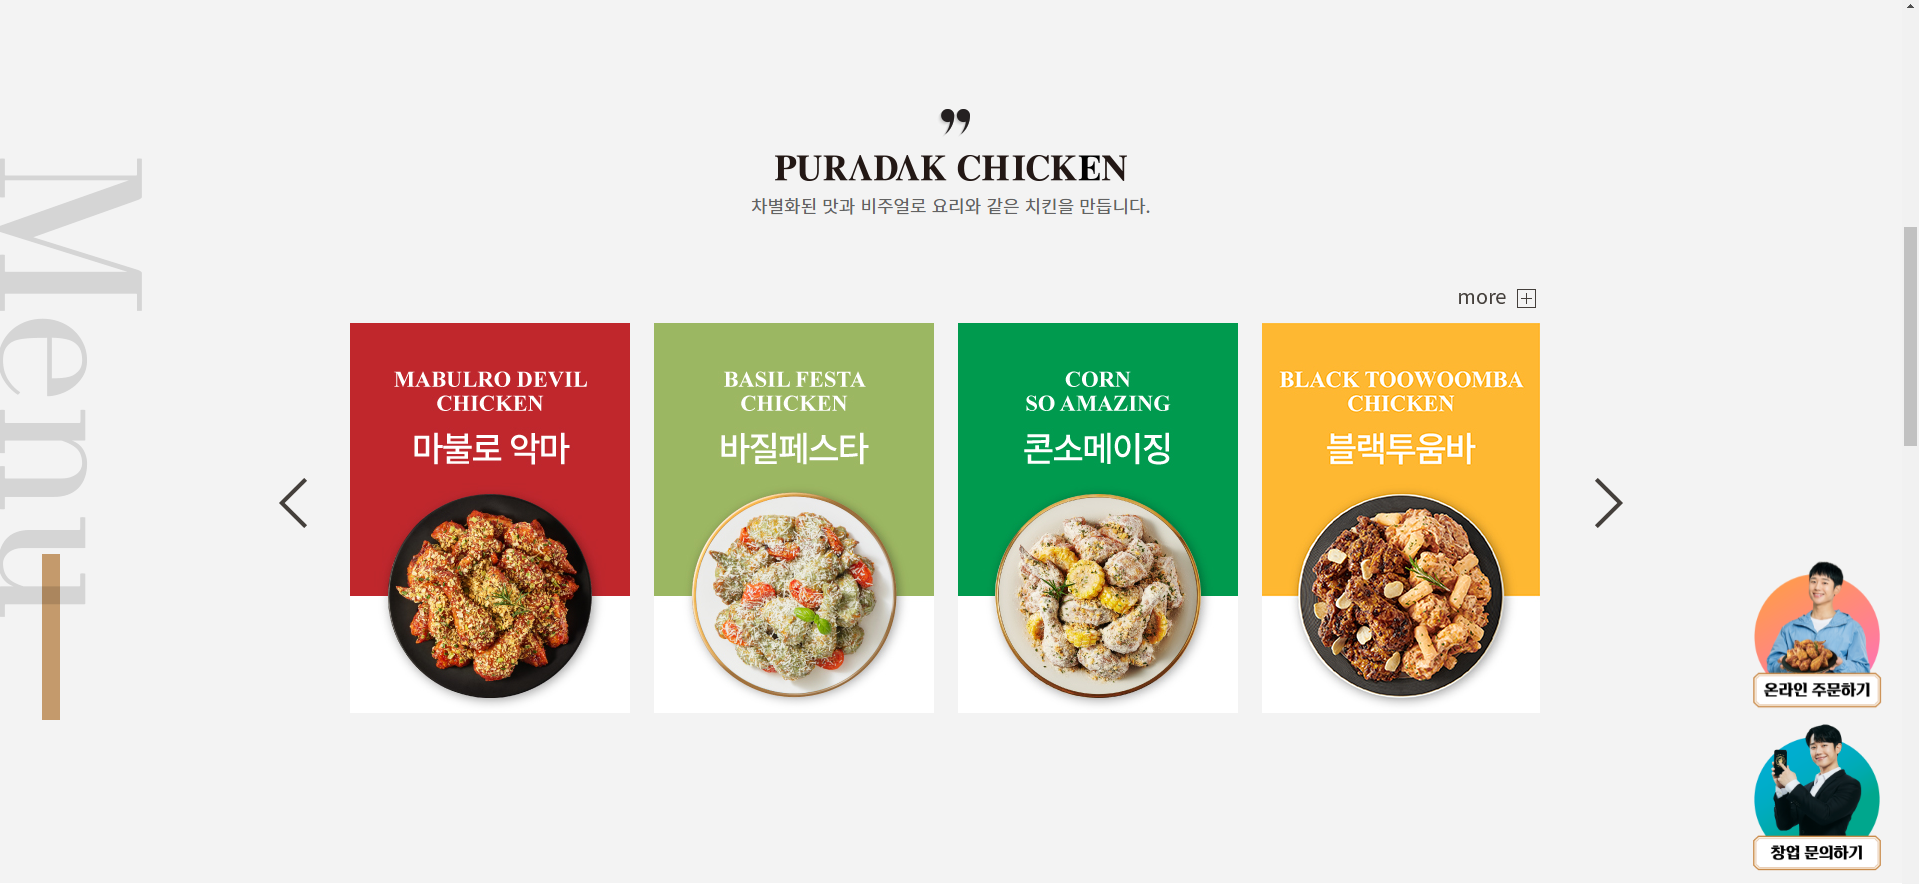 Menu
PURADAK CHICKEN
차별화된 맛과 비주얼로 요리와 같은 치킨을 만듭니다.
more
MABULRO DEVIL
CHICKEN
마불로 악마
BASIL FESTA
CHICKEN
바질페스타
CORN
SO AMAZING
콘소메이징
BLACK TOOWOOMBA
CHICKEN
블랙투움바
온라인 주문하기
창업 문의하기